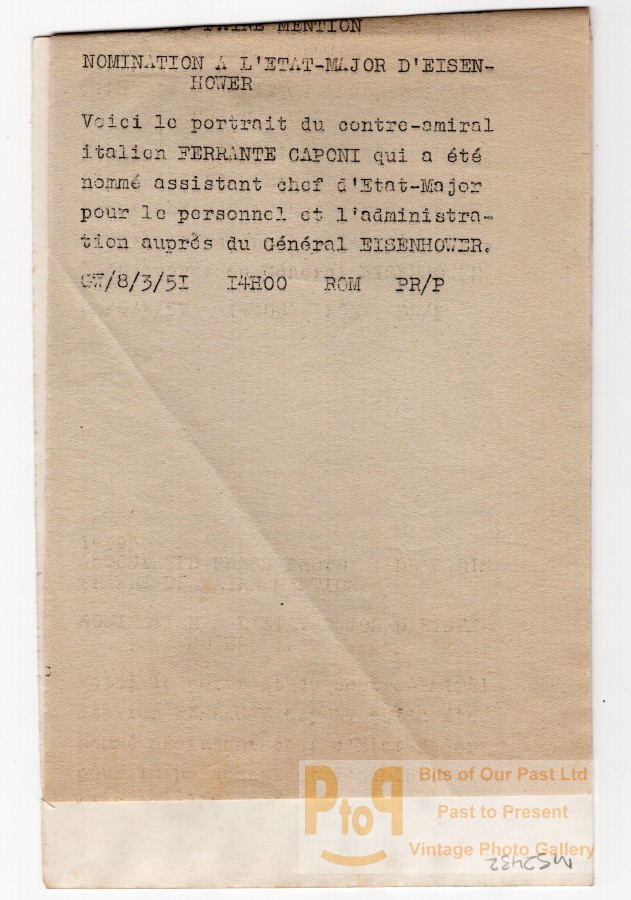 FAIRE MENTION
NOMINATION A L'ETAT-MAJOR D'EISEN-
HOWER
Voici le portrait du contre-amiral
italien FERRANTE CAPONI qui a été
nommé assistant chef d'Etat-Major
pour le personnel et l'administra-
tion auprès du Général EISENHOWER.
/8/3/51 14H00 ROM PR/P
PtoP
Bits of Our Past Ltd
Past to Present
Vintage Photo Gallery
MS2432